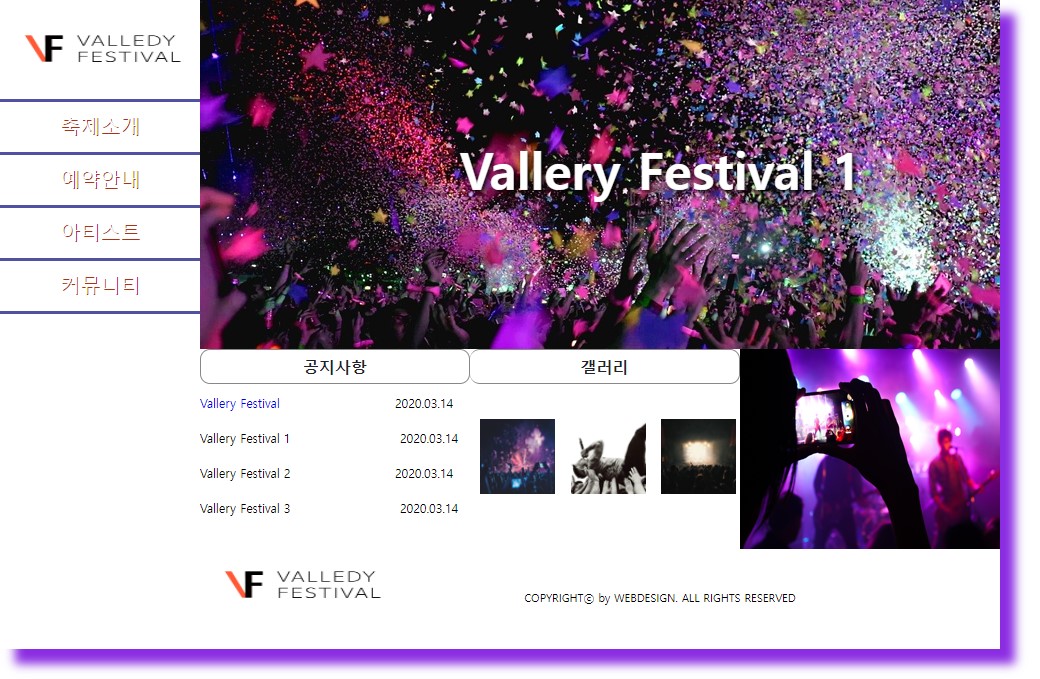 VF VALLEDY
FESTIVAL
축제소개
예약안내
아티스트
커뮤니티
Vallery Festival 1
공지사항
갤러리
Vallery Festival 2020.03.14
Vallery Festival 1 2020.03.14
Vallery Festival 2 2020.03.14
Vallery Festival 3 2020.03.14
VF VALLEDY
FESTIVAL
COPYRIGHTⓒ by WEBDESIGN. ALL RIGHTS RESERVED